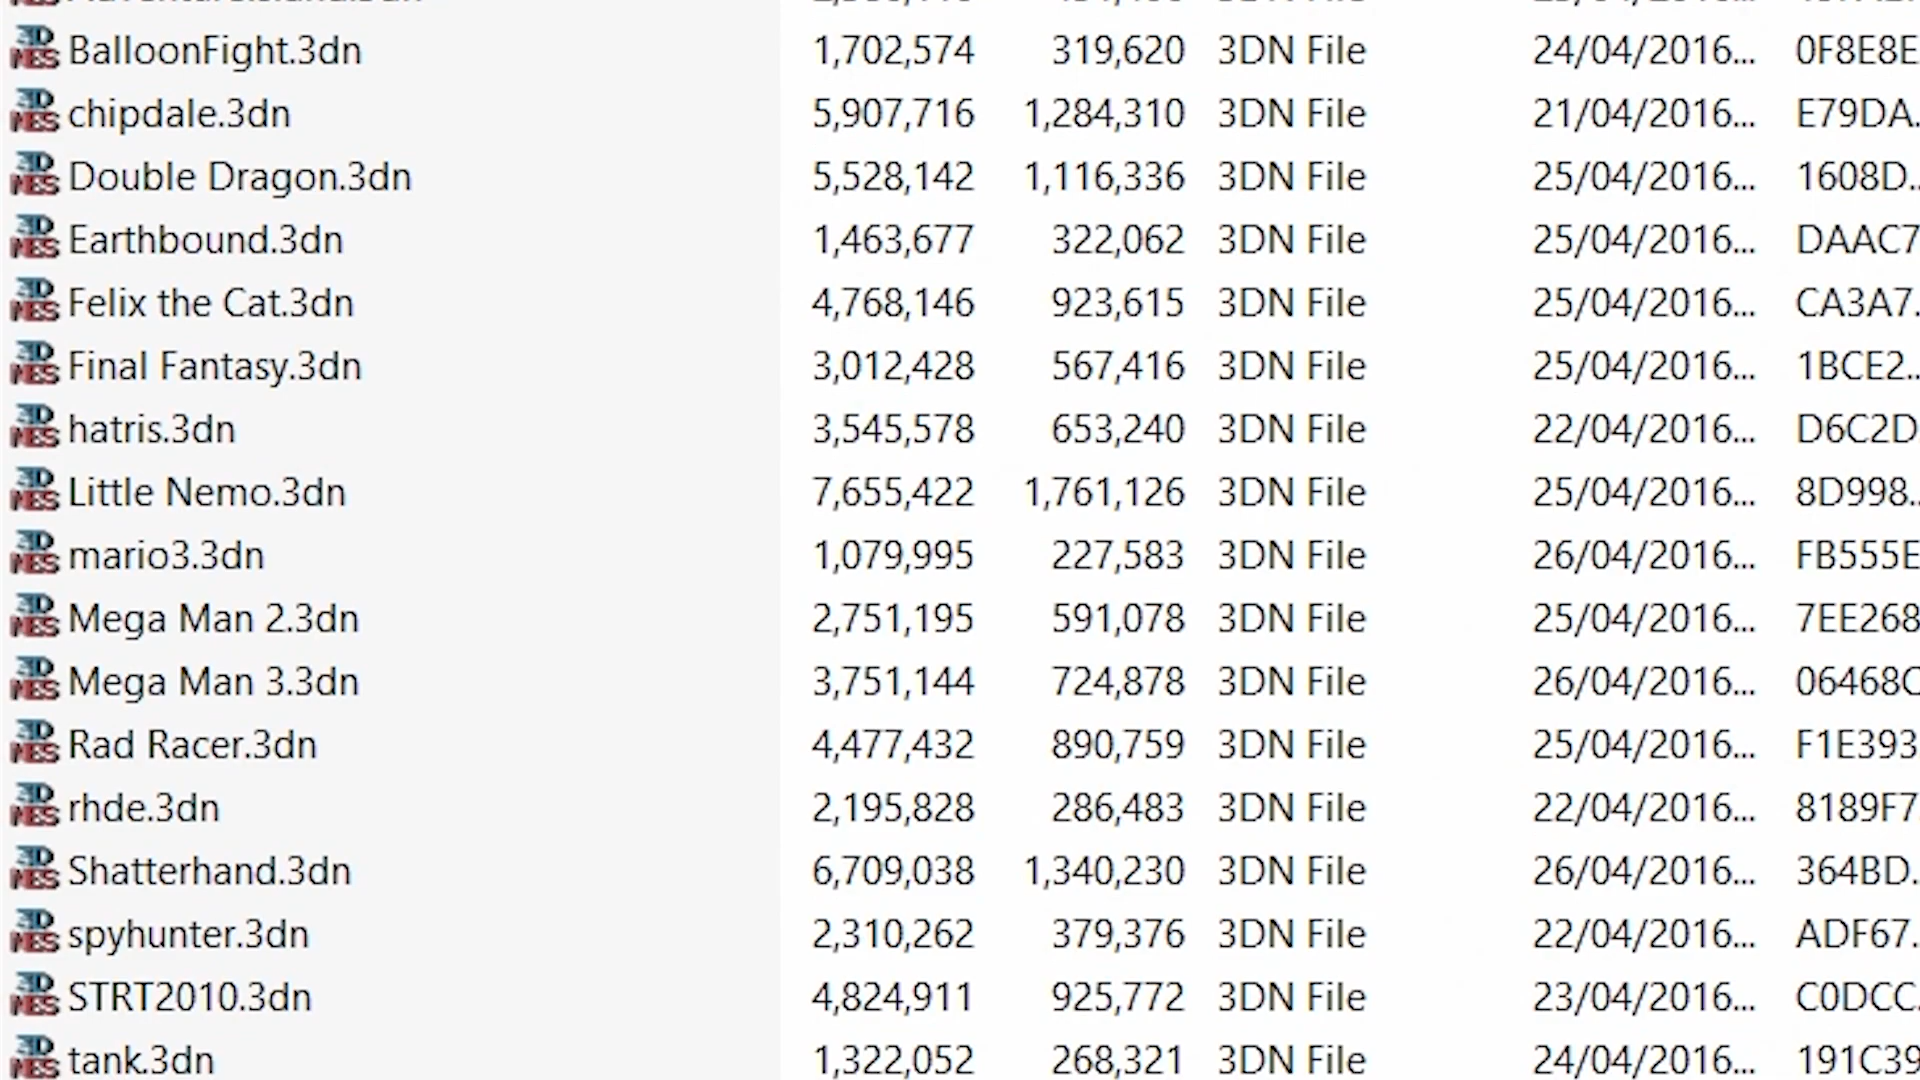 BalloonFight.3dn 1,702,574 319,620 3DN File 24/04/2016... 0F8E8E
chipdale.3dn 5,907,716 1,284,310 3DN File 21/04/2016... E79DA..
Double Dragon.3dn 5,528,142 1,116,336 3DN File 25/04/2016... 1608D..
Earthbound.3dn 1,463,677 322,062 3DN File 25/04/2016... DAAC7
Felix the Cat.3dn 4,768,146 923,615 3DN File 25/04/2016... CA3A7.
Final Fantasy.3dn 3,012,428 567,416 3DN File 25/04/2016... 1BCE2..
hatris.3dn 3,545,578 653,240 3DN File 22/04/2016... D6C2D
Little Nemo.3dn 7,655,422 1,761,126 3DN File 25/04/2016... 8D998..
mario3.3dn 1,079,995 227,583 3DN File 26/04/2016... FB555E
Mega Man 2.3dn 2,751,195 591,078 3DN File 25/04/2016... 7EE268
Mega Man 3.3dn 3,751,144 724,878 3DN File 26/04/2016... 06468C
Rad Racer.3dn 4,477,432 890,759 3DN File 25/04/2016... F1E393
rhde.3dn 2,195,828 286,483 3DN File 22/04/2016... 8189F7
Shatterhand.3dn 6,709,038 1,340,230 3DN File 26/04/2016... 364BD.
spyhunter.3dn 2,310,262 379,376 3DN File 22/04/2016... ADF67.
STRT2010.3dn 4,824,911 925,772 3DN File 23/04/2016... C0DCC.
tank.3dn 1,322,052 268,321 3DN File 24/04/2016... 191C39